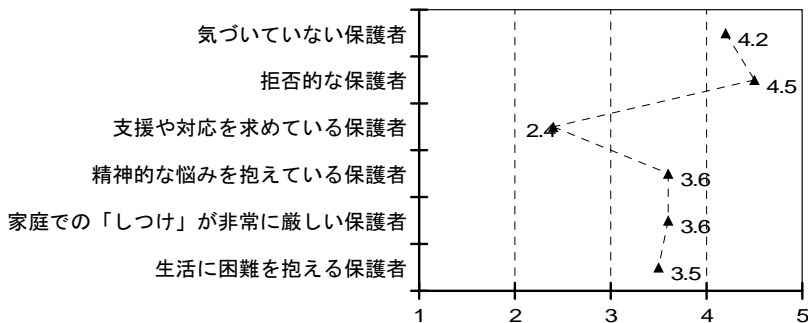 気づいていない保護者
4.2
拒否的な保護者
4.5
支援や対応を求めている保護者
2.4
精神的な悩みを抱えている保護者
3.6
家庭での「しつけ」が非常に厳しい保護者
3.6
生活に困難を抱える保護者
3.5
1 2 3 4 5